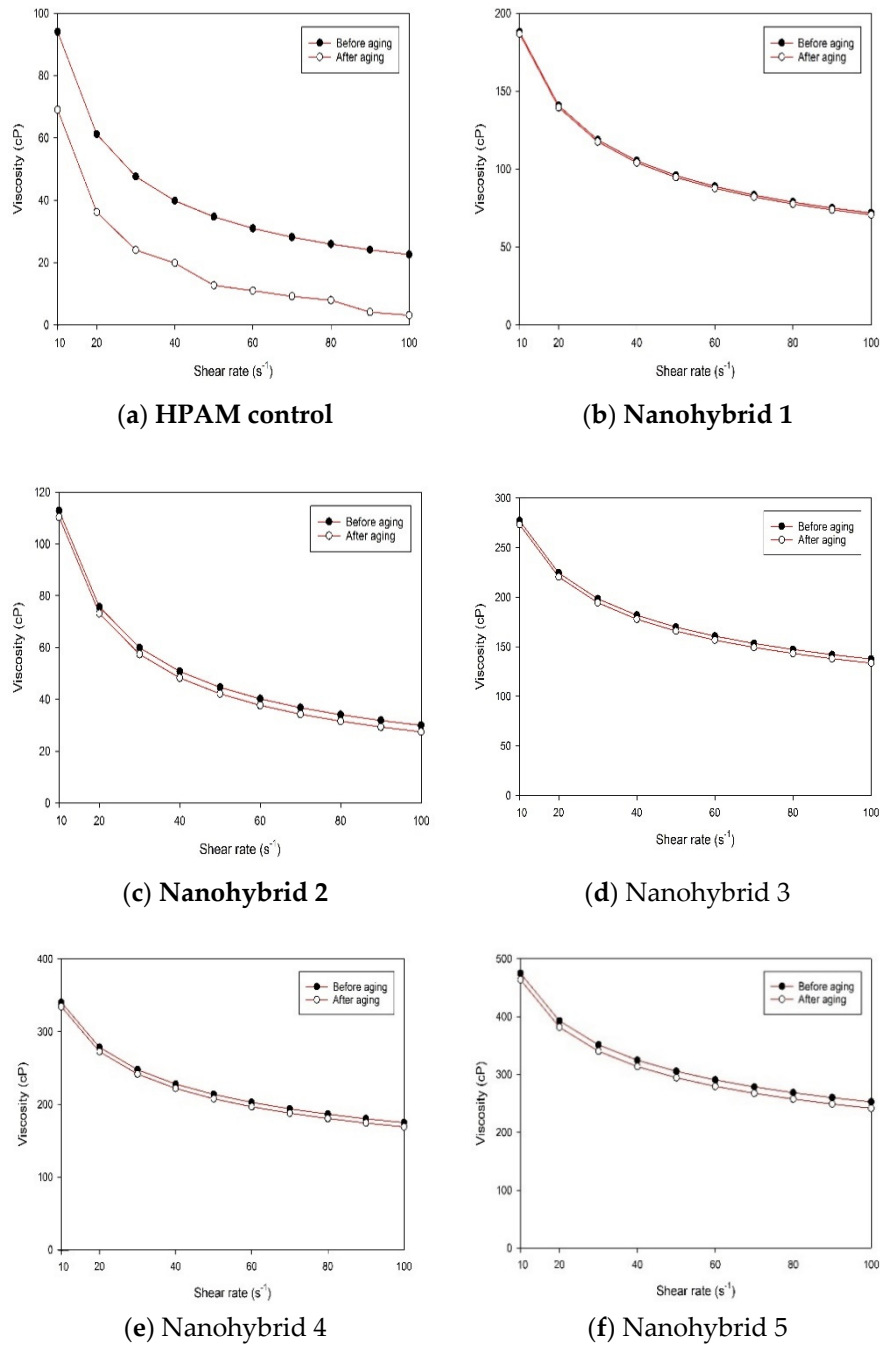 100
80
60
40
20
0
Viscosity (cP)
Before aging
After aging
10 20 40 60 80 100
Shear rate (s⁻¹)
(a) HPAM control
200
150
100
50
0
Viscosity (cP)
Before aging
After aging
10 20 40 60 80 100
Shear rate (s⁻¹)
(b) Nanohybrid 1
120
100
80
60
40
20
0
Viscosity (cP)
Before aging
After aging
10 20 40 60 80 100
Shear rate (s⁻¹)
(c) Nanohybrid 2
300
250
200
150
100
50
0
Viscosity (cP)
Before aging
After aging
10 20 40 60 80 100
Shear rate (s⁻¹)
(d) Nanohybrid 3
400
300
200
100
0
Viscosity (cP)
Before aging
After aging
10 20 40 60 80 100
Shear rate (s⁻¹)
(e) Nanohybrid 4
500
400
300
200
100
0
Viscosity (cP)
Before aging
After aging
10 20 40 60 80 100
Shear rate (s⁻¹)
(f) Nanohybrid 5